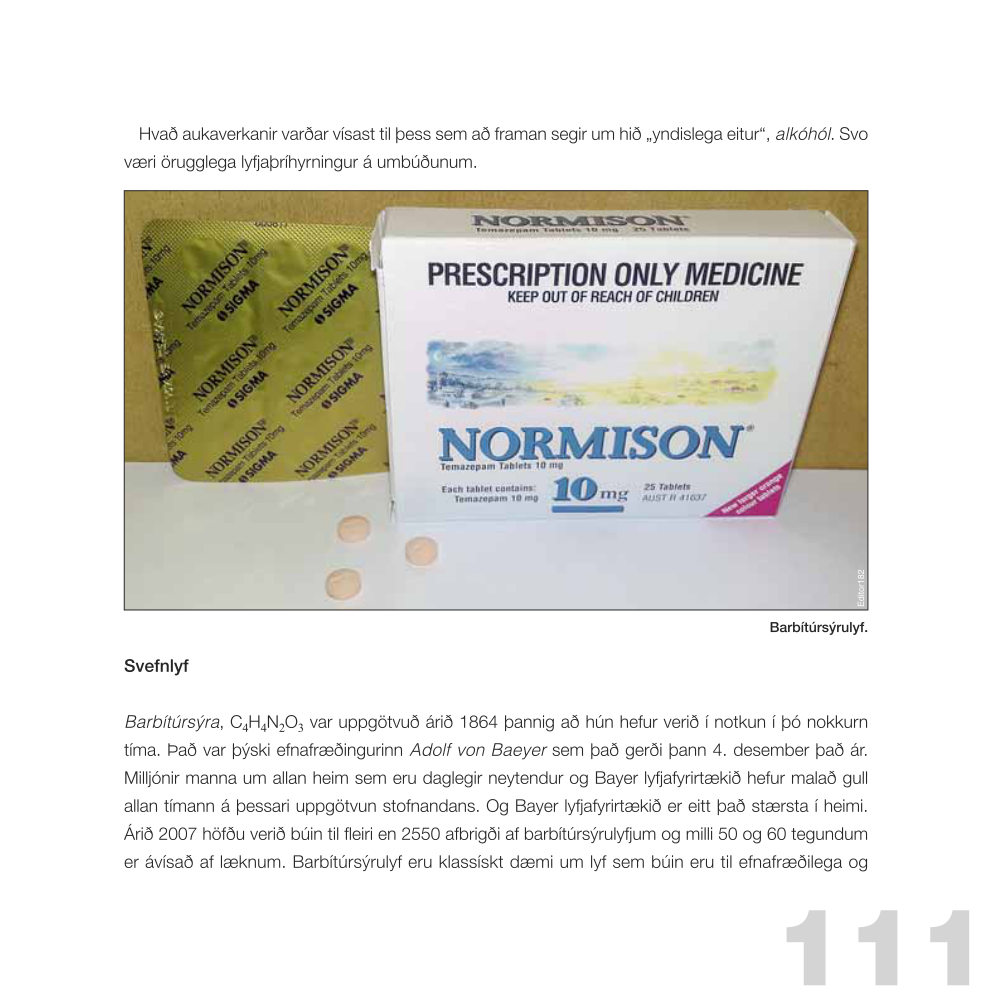 Hvað aukaverkanir varðar vísast til þess sem að framan segir um hið „yndislega eitur“, alkóhól. Svo
væri örugglega lyfjaþríhyrningur á umbúðunum.
NORMISON
Temazepam Tablets 10 mg 25 Tablets
PRESCRIPTION ONLY MEDICINE
KEEP OUT OF REACH OF CHILDREN
NORMISON®
Temazepam Tablets 10 mg
Each tablet contains:
Temazepam 10 mg
10 mg
25 Tablets
AUST R 41037
New larger orange
colour tablets
NORMISON®
Temazepam Tablets 10mg
SIGMA
NORMISON®
Temazepam Tablets 10mg
SIGMA
NORMISON®
Temazepam Tablets 10mg
SIGMA
NORMISON®
Temazepam Tablets 10mg
SIGMA
NORMISON®
Temazepam Tablets 10mg
SIGMA
NORMISON®
Temazepam Tablets 10mg
SIGMA
Editor182
Barbítúrsýrulyf.
Svefnlyf
Barbítúrsýra, C₄H₄N₂O₃ var uppgötvuð árið 1864 þannig að hún hefur verið í notkun í þó nokkurn
tíma. Það var þýski efnafræðingurinn Adolf von Baeyer sem það gerði þann 4. desember það ár.
Milljónir manna um allan heim sem eru daglegir neytendur og Bayer lyfjafyrirtækið hefur malað gull
allan tímann á þessari uppgötvun stofnandans. Og Bayer lyfjafyrirtækið er eitt það stærsta í heimi.
Árið 2007 höfðu verið búin til fleiri en 2550 afbrigði af barbítúrsýrulyfjum og milli 50 og 60 tegundum
er ávísað af læknum. Barbítúrsýrulyf eru klassískt dæmi um lyf sem búin eru til efnafræðilega og
111